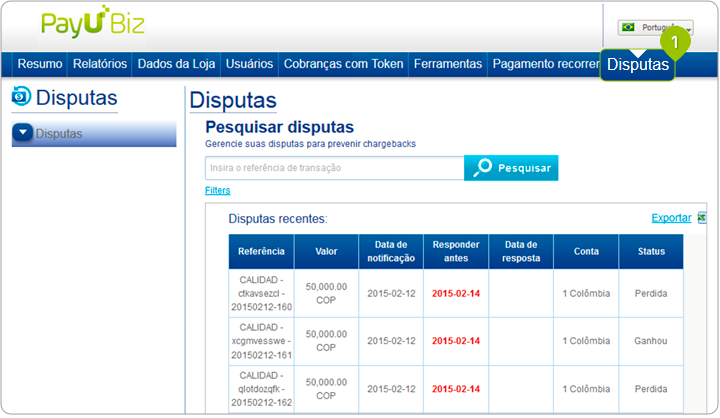 PayU Biz
Português
1
Resumo Relatórios Dados da Loja Usuários Cobranças com Token Ferramentas Pagamento recorrer Disputas
Disputas
Disputas
Disputas
Pesquisar disputas
Gerencie suas disputas para prevenir chargebacks
Insira o referência de transação
Pesquisar
Filters
Disputas recentes:
Exportar
Referência Valor Data de notificação Responder antes Data de resposta Conta Status
CALIDAD - ctkavsezcl - 20150212-160 50,000.00 COP 2015-02-12 2015-02-14 1 Colômbia Perdida
CALIDAD - xcgmvesswe - 20150212-161 50,000.00 COP 2015-02-12 2015-02-14 1 Colômbia Ganhou
CALIDAD - qlotdozqfk - 20150212-162 50,000.00 COP 2015-02-12 2015-02-14 1 Colômbia Perdida